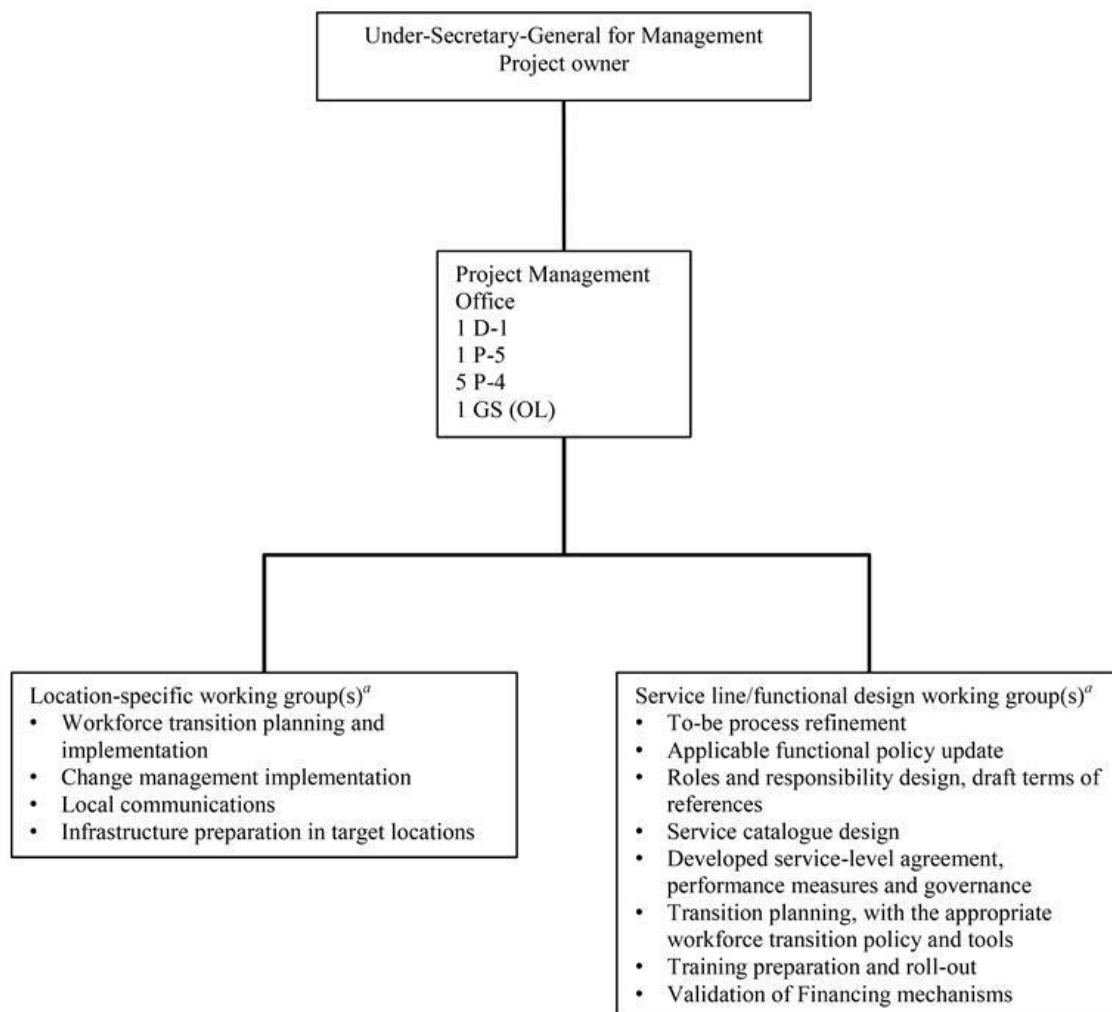 Under-Secretary-General for Management
Project owner
Project Management
Office
1 D-1
1 P-5
5 P-4
1 GS (OL)
Location-specific working group(s)a
• Workforce transition planning and
implementation
• Change management implementation
• Local communications
• Infrastructure preparation in target locations
Service line/functional design working group(s)a
• To-be process refinement
• Applicable functional policy update
• Roles and responsibility design, draft terms of
references
• Service catalogue design
• Developed service-level agreement,
performance measures and governance
• Transition planning, with the appropriate
workforce transition policy and tools
• Training preparation and roll-out
• Validation of Financing mechanisms